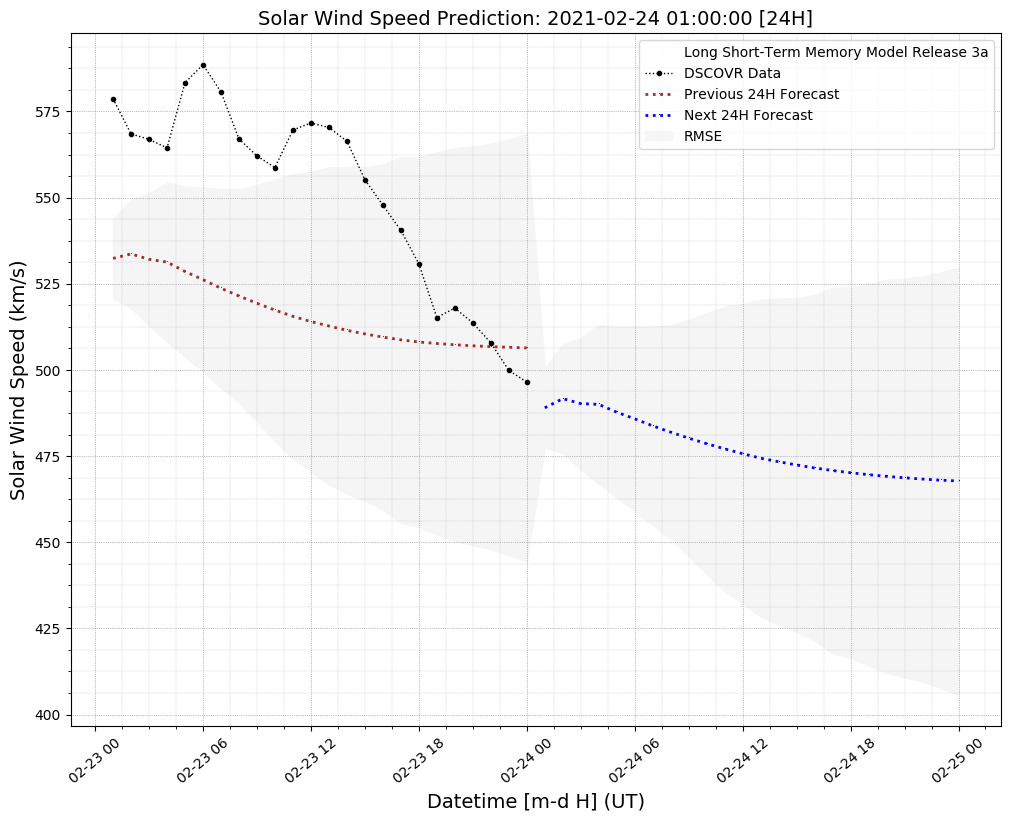 Solar Wind Speed Prediction: 2021-02-24 01:00:00 [24H]
Long Short-Term Memory Model Release 3a
DSCOVR Data
Previous 24H Forecast
Next 24H Forecast
RMSE
Solar Wind Speed (km/s)
575
550
525
500
475
450
425
400
02-23 00
02-23 06
02-23 12
02-23 18
02-24 00
02-24 06
02-24 12
02-24 18
02-25 00
Datetime [m-d H] (UT)